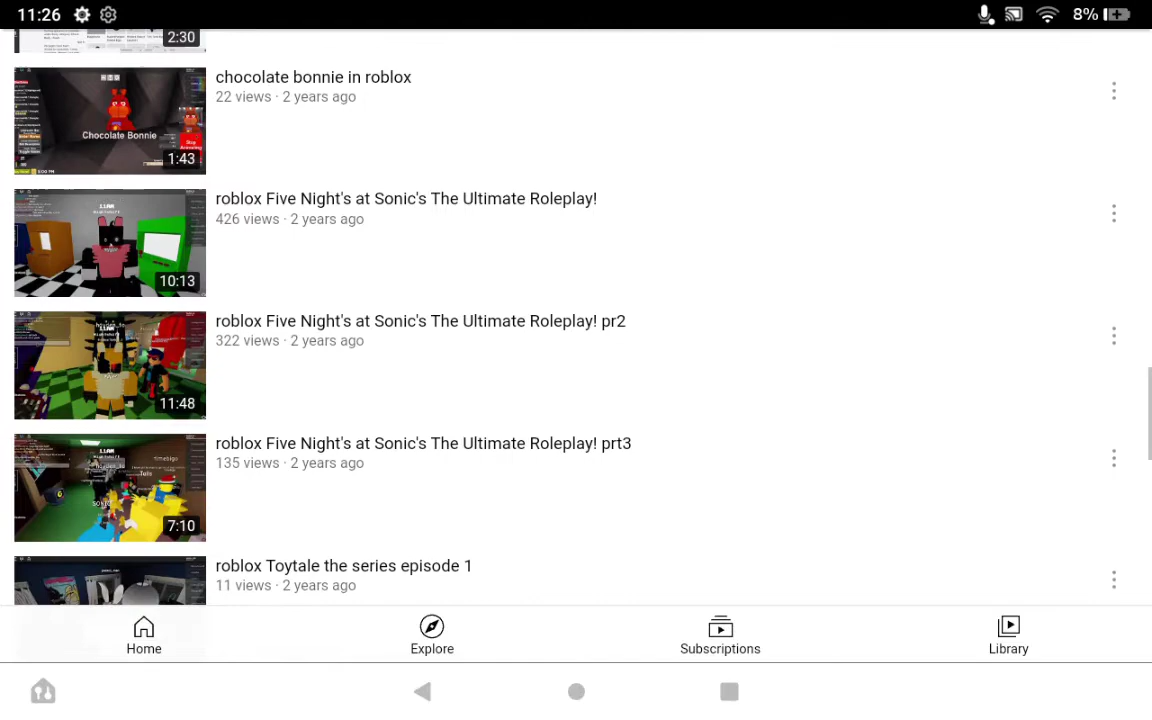 11:26
8%
2:30
chocolate bonnie in roblox
22 views · 2 years ago
Chocolate Bonnie
1:43
roblox Five Night's at Sonic's The Ultimate Roleplay!
426 views · 2 years ago
10:13
roblox Five Night's at Sonic's The Ultimate Roleplay! pr2
322 views · 2 years ago
11:48
roblox Five Night's at Sonic's The Ultimate Roleplay! prt3
135 views · 2 years ago
7:10
roblox Toytale the series episode 1
11 views · 2 years ago
Home
Explore
Subscriptions
Library